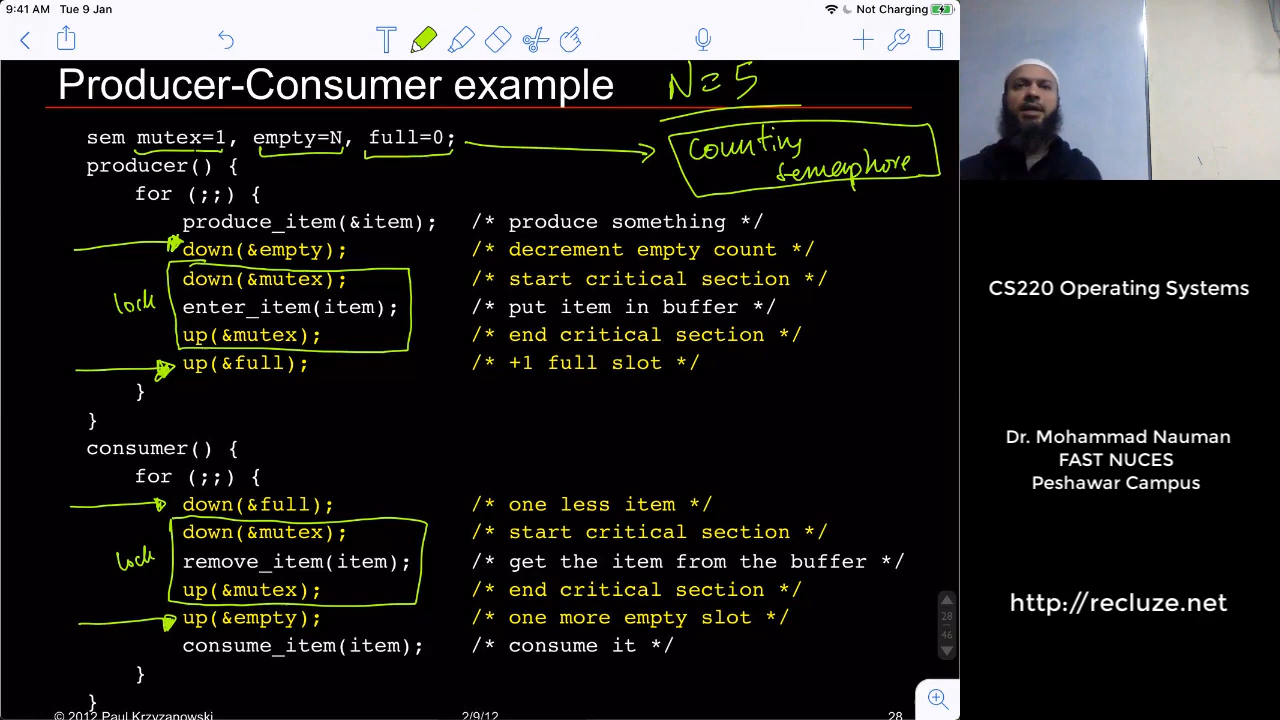 9:41 AM Tue 9 Jan
Not Charging
T
Producer-Consumer example
N=5
sem mutex=1, empty=N, full=0;
counting
semaphore
producer() {
for (;;) {
produce_item(&item); /* produce something */
down(&empty); /* decrement empty count */
down(&mutex); /* start critical section */
lock
enter_item(item); /* put item in buffer */
up(&mutex); /* end critical section */
up(&full); /* +1 full slot */
}
}
consumer() {
for (;;) {
down(&full); /* one less item */
down(&mutex); /* start critical section */
lock
remove_item(item); /* get the item from the buffer */
up(&mutex); /* end critical section */
up(&empty); /* one more empty slot */
consume_item(item); /* consume it */
}
}
© 2012 Paul Krzyzanowski 2/9/12 28
28
46
CS220 Operating Systems
Dr. Mohammad Nauman
FAST NUCES
Peshawar Campus
http://recluze.net